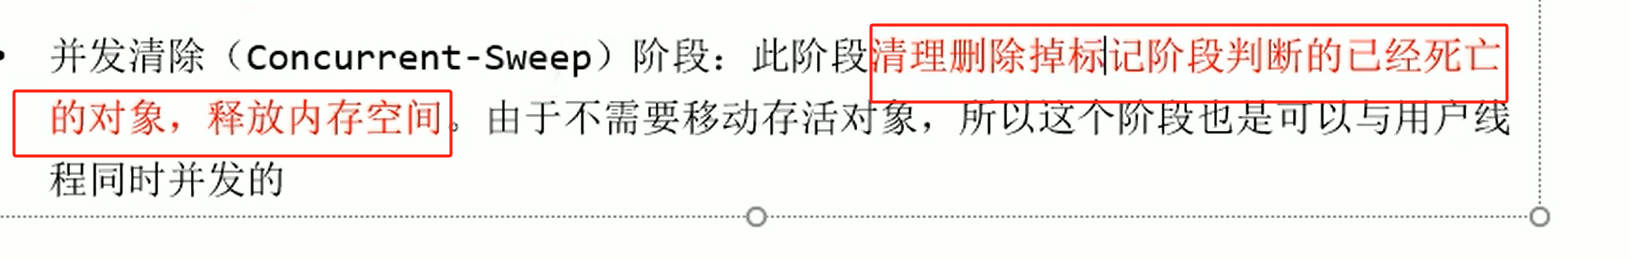 • 并发清除（Concurrent-Sweep）阶段：此阶段清理删除掉标记阶段判断的已经死亡
的对象，释放内存空间。由于不需要移动存活对象，所以这个阶段也是可以与用户线
程同时并发的